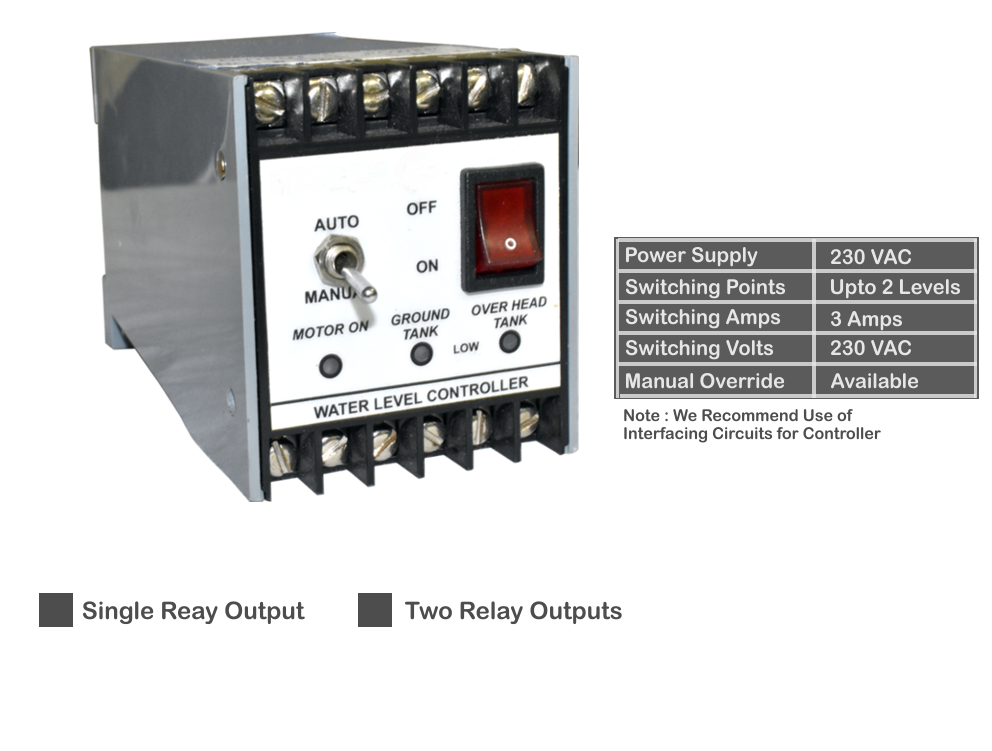 AUTO
OFF
ON
MANUAL
MOTOR ON
GROUND
TANK
OVER HEAD
TANK
LOW
WATER LEVEL CONTROLLER
Power Supply 230 VAC
Switching Points Upto 2 Levels
Switching Amps 3 Amps
Switching Volts 230 VAC
Manual Override Available
Note : We Recommend Use of
Interfacing Circuits for Controller
Single Reay Output
Two Relay Outputs